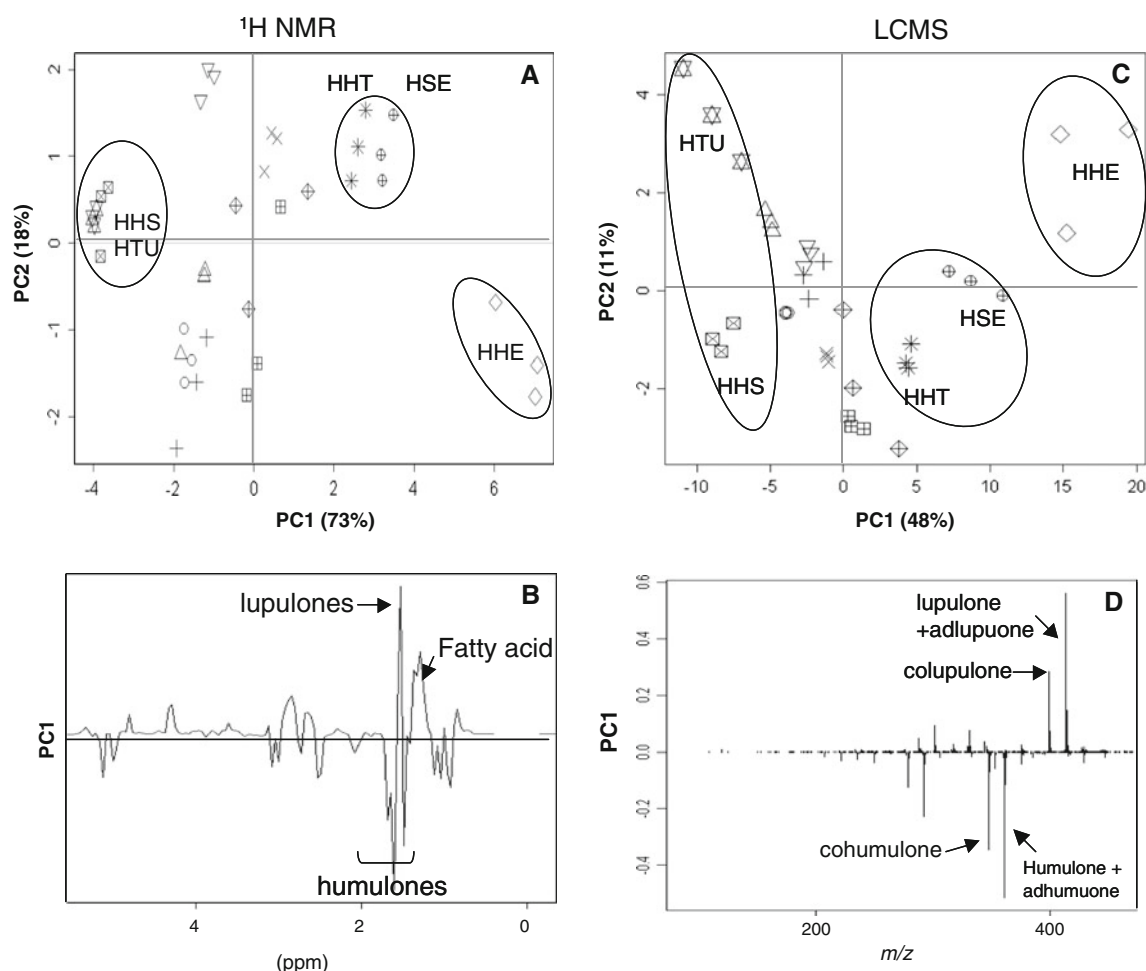 ¹H NMR
LCMS
A
HHT HSE
HHS
HTU
HHE
2
1
0
-1
-2
PC2 (18%)
-4 -2 0 2 4 6
PC1 (73%)
C
HTU
HHE
HSE
HHS
HHT
4
2
0
-2
PC2 (11%)
-10 -5 0 5 10 15 20
PC1 (48%)
B
lupulones
Fatty acid
humulones
PC1
4 2 0
(ppm)
D
lupulone
+adlupuone
colupulone
cohumulone
Humulone +
adhumuone
0.6
0.4
0.2
0.0
-0.2
-0.4
PC1
200 400
m/z